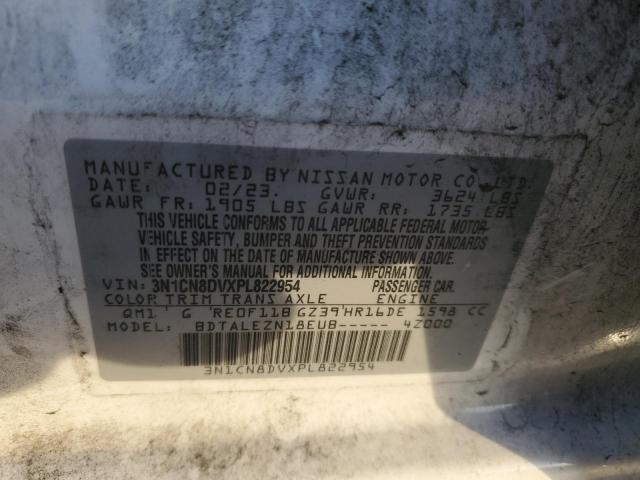 MANUFACTURED BY NISSAN MOTOR CO., LTD.
DATE: 02/23. GVWR: 3624 LBS
GAWR FR: 1905 LBS GAWR RR: 1735 LBS
THIS VEHICLE CONFORMS TO ALL APPLICABLE FEDERAL MOTOR
VEHICLE SAFETY, BUMPER AND THEFT PREVENTION STANDARDS
IN EFFECT ON THE DATE OF MANUFACTURE SHOWN ABOVE.
SEE OWNER'S MANUAL FOR ADDITIONAL INFORMATION.
VIN: 3N1CN8DVXPL822954 PASSENGER CAR.
COLOR TRIM TRANS AXLE ENGINE
QM1 G RE0F11B GZ39 HR16DE 1598 CC
BDTALEZN18EUB----- 4Z000
3N1CN8DVXPL822954